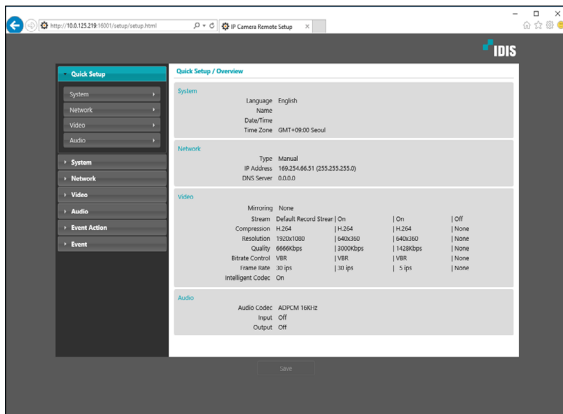 http://10.0.125.219:16001/setup/setup.html
IP Camera Remote Setup
IDIS
Quick Setup
System
Network
Video
Audio
System
Network
Video
Audio
Event Action
Event
Quick Setup / Overview
System
Language English
Name
Date/Time
Time Zone GMT+09:00 Seoul
Network
Type Manual
IP Address 169.254.66.51 (255.255.255.0)
DNS Server 0.0.0.0
Video
Mirroring None
Stream Default Record Strear | On | On | Off
Compression H.264 | H.264 | H.264 | None
Resolution 1920x1080 | 640x360 | 640x360 | None
Quality 6666Kbps | 3000Kbps | 1428Kbps | None
Bitrate Control VBR | VBR | VBR | None
Frame Rate 30 ips | 30 ips | 5 ips | None
Intelligent Codec On
Audio
Audio Codec ADPCM 16KHz
Input Off
Output Off
Save